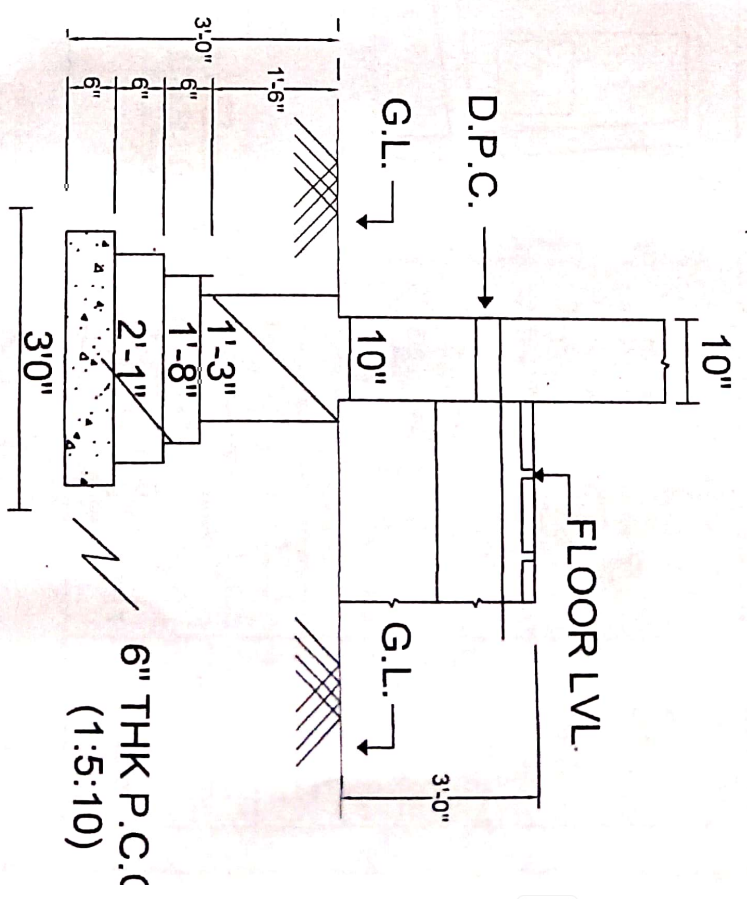 10"
FLOOR LVL.
D.P.C.
3'-0"
G.L.
G.L.
10"
1'-6"
3'-0"
1'-3"
6"
1'-8"
6"
2'-1"
6"
6" THK P.C.C
(1:5:10)
3'0"